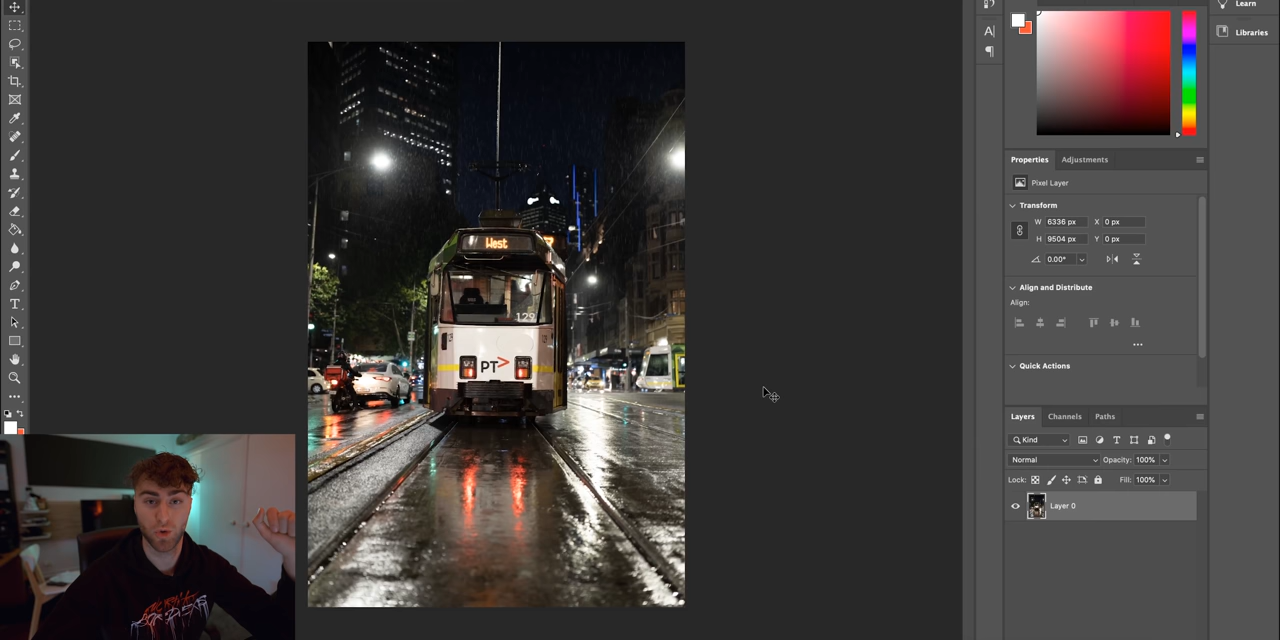 Learn
Libraries
A|
Properties Adjustments
Pixel Layer
Transform
W 6336 px X 0 px
H 9504 px Y 0 px
0.00°
Align and Distribute
Align:
Quick Actions
Layers Channels Paths
Kind
Normal Opacity: 100%
Lock: Fill: 100%
Layer 0
West
129
PT>